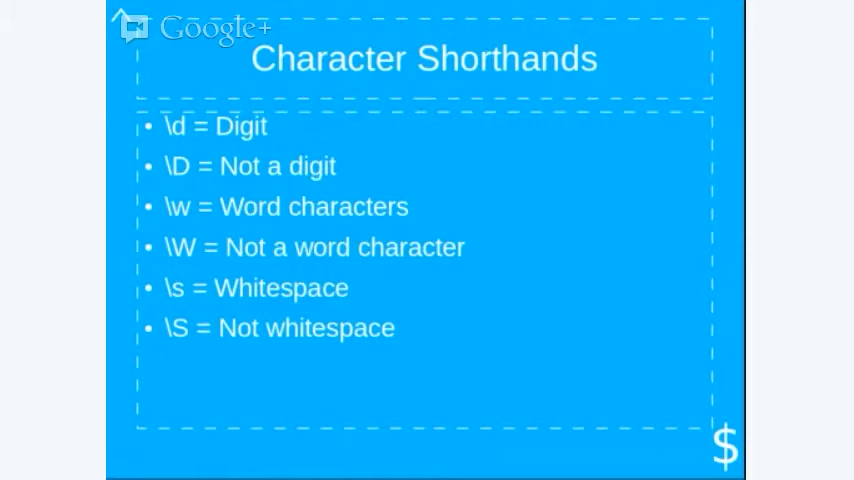 ^
Google+
Character Shorthands
• \d = Digit
• \D = Not a digit
• \w = Word characters
• \W = Not a word character
• \s = Whitespace
• \S = Not whitespace
$